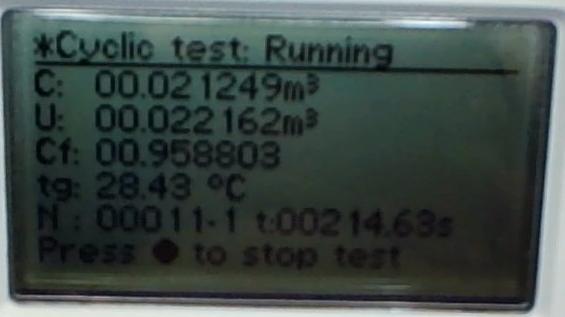 *Cyclic test: Running
C: 00.021249m³
U: 00.022162m³
Cf: 00.958803
tg: 28.43 °C
N : 00011-1 t:00214.63s
Press ● to stop test